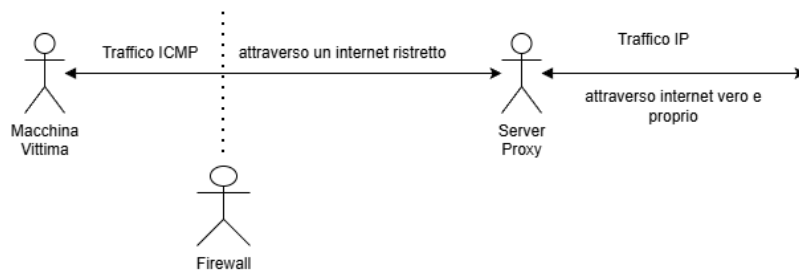 Traffico ICMP
attraverso un internet ristretto
Traffico IP
attraverso internet vero e
proprio
Macchina
Vittima
Server
Proxy
Firewall